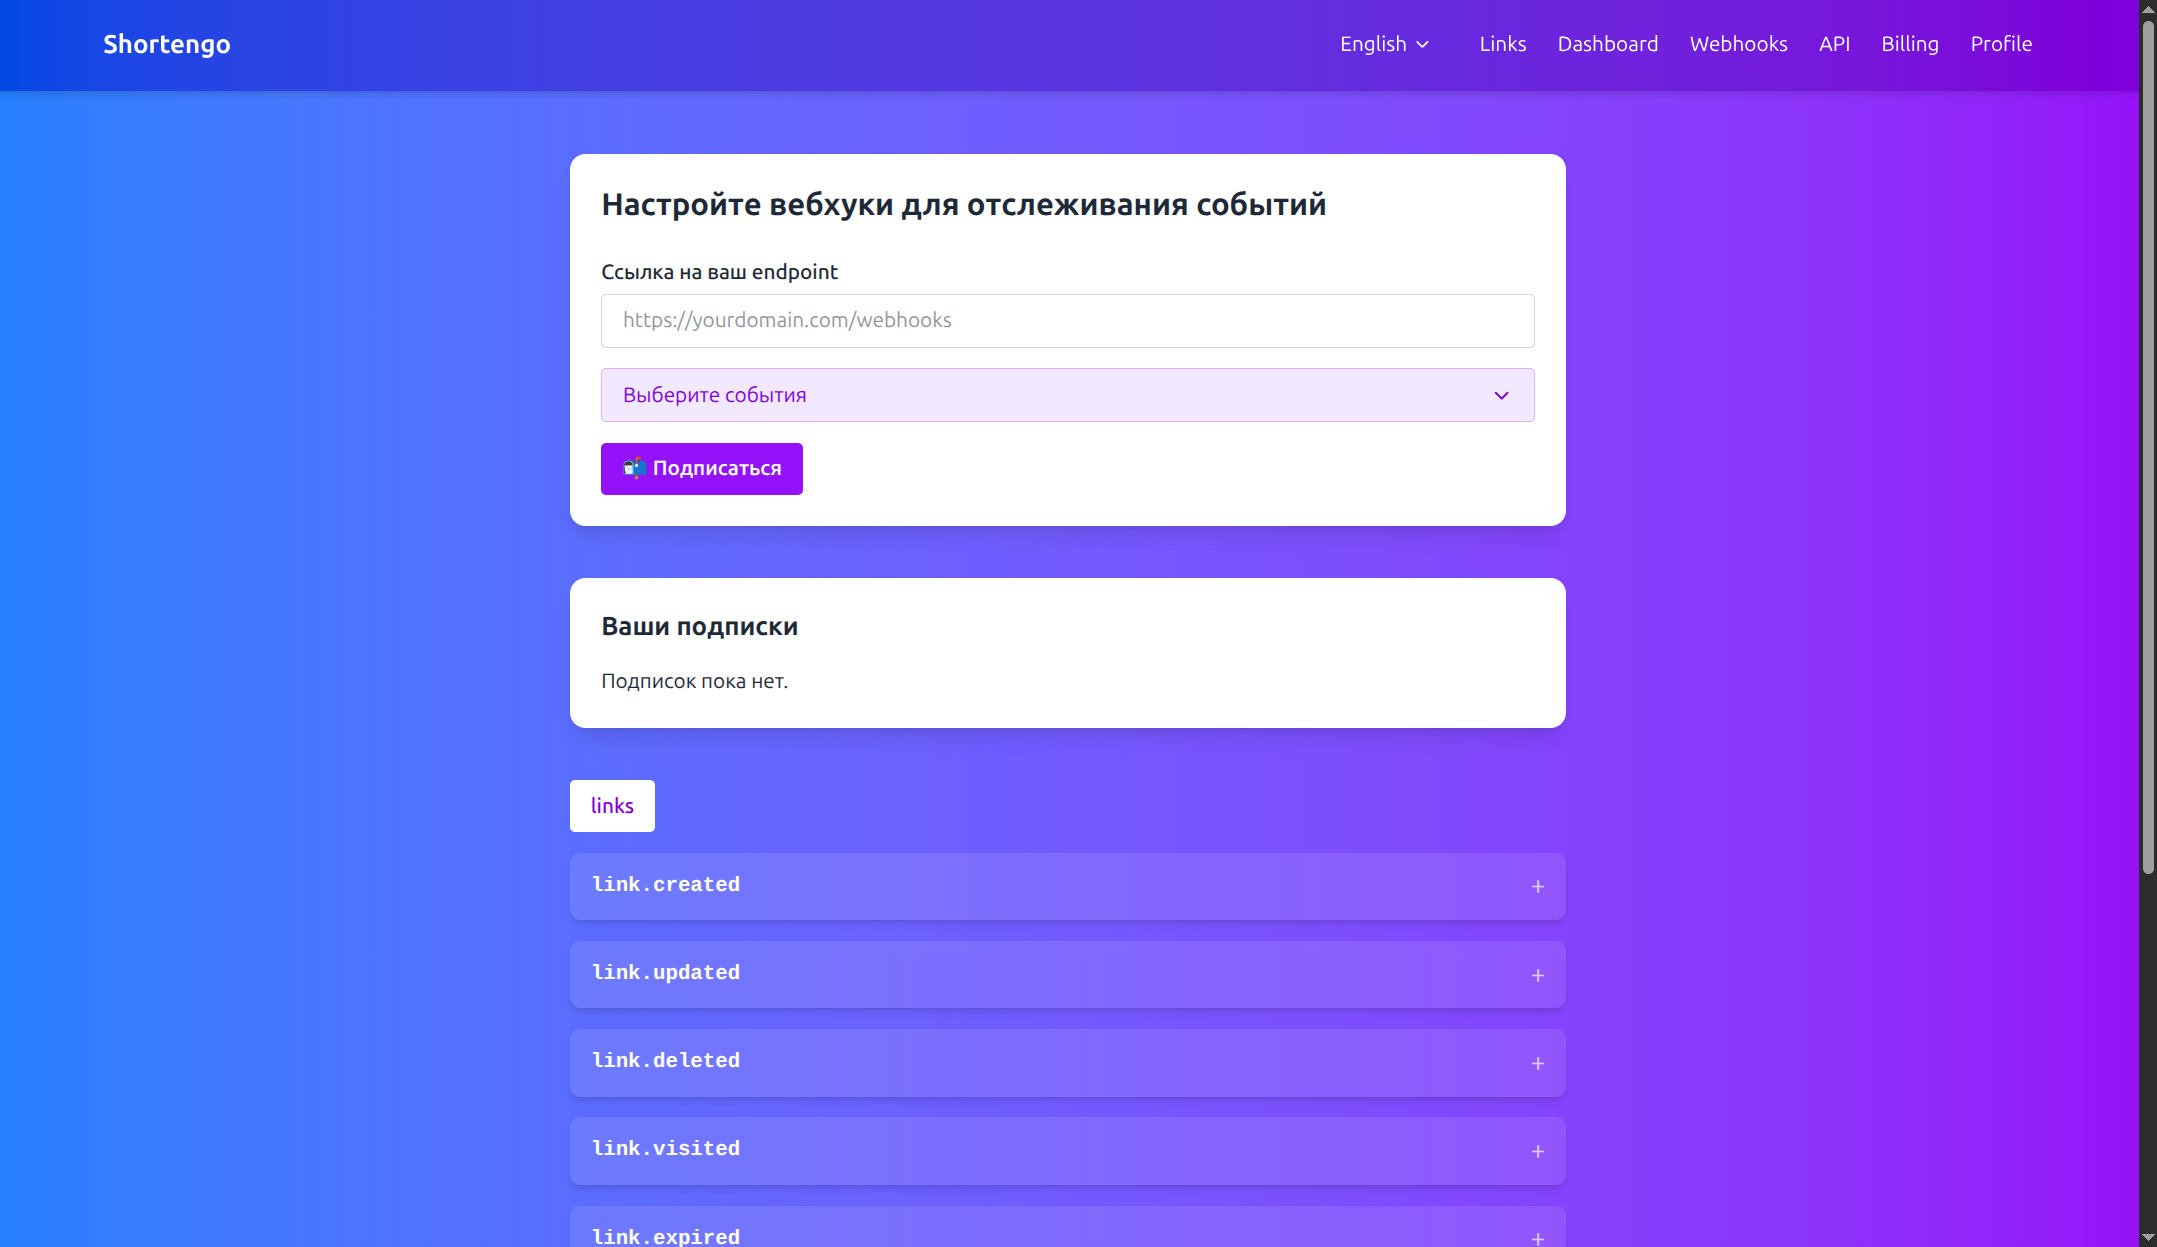 Shortengo
English Links Dashboard Webhooks API Billing Profile
Настройте вебхуки для отслеживания событий
Ссылка на ваш endpoint
https://yourdomain.com/webhooks
Выберите события
Подписаться
Ваши подписки
Подписок пока нет.
links
link.created +
link.updated +
link.deleted +
link.visited +
link.expired +